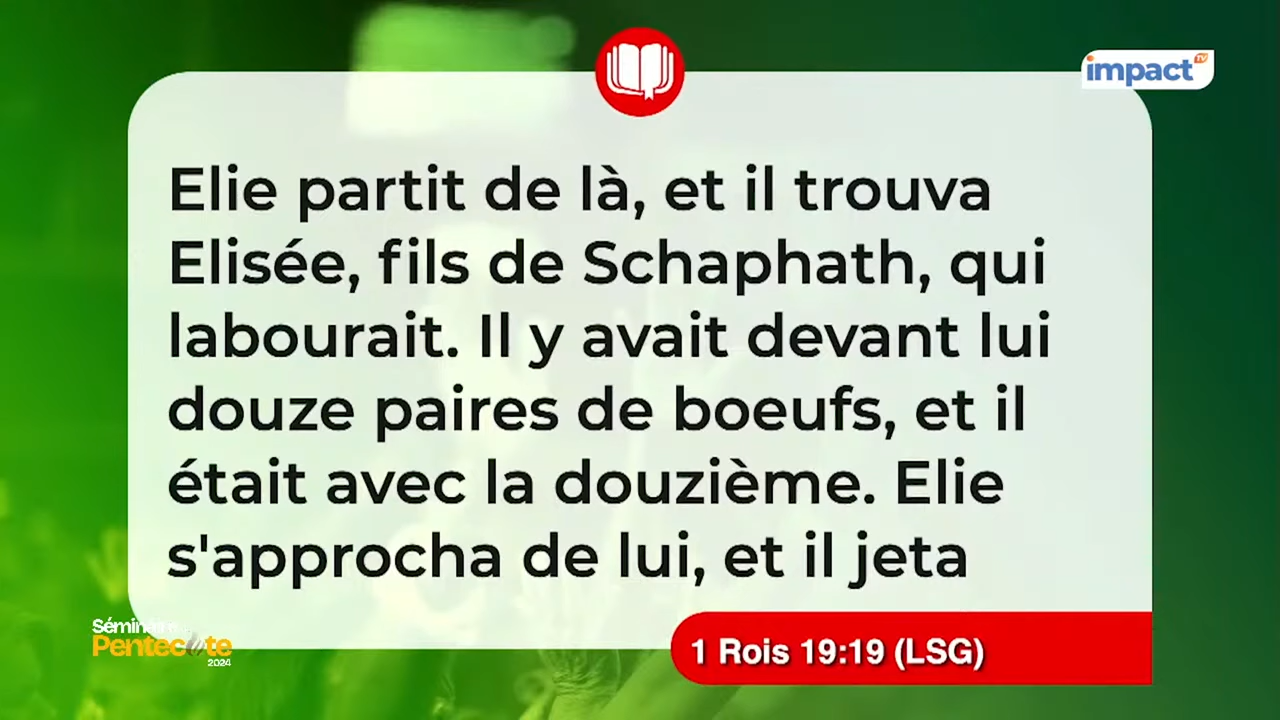 impact TV
Elie partit de là, et il trouva
Elisée, fils de Schaphath, qui
labourait. Il y avait devant lui
douze paires de boeufs, et il
était avec la douzième. Elie
s'approcha de lui, et il jeta
Séminaire
Pentecôte
2024
1 Rois 19:19 (LSG)